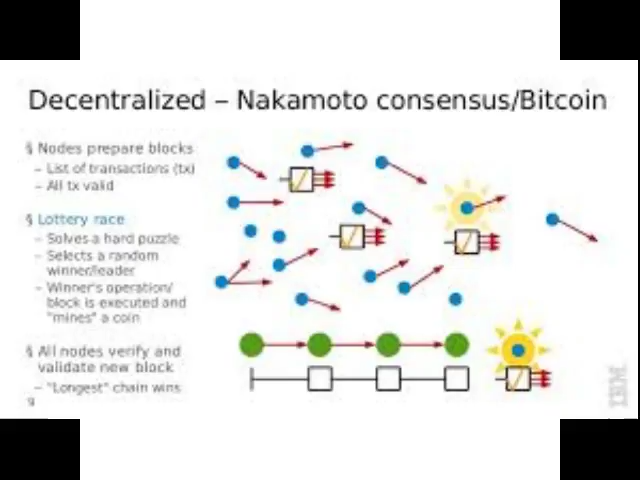 Decentralized – Nakamoto consensus/Bitcoin
§ Nodes prepare blocks
– List of transactions (tx)
– All tx valid
§ Lottery race
– Solves a hard puzzle
– Selects a random
winner/leader
– Winner's operation/
block is executed and
"mines" a coin
§ All nodes verify and
validate new block
– "Longest" chain wins
9
IBM